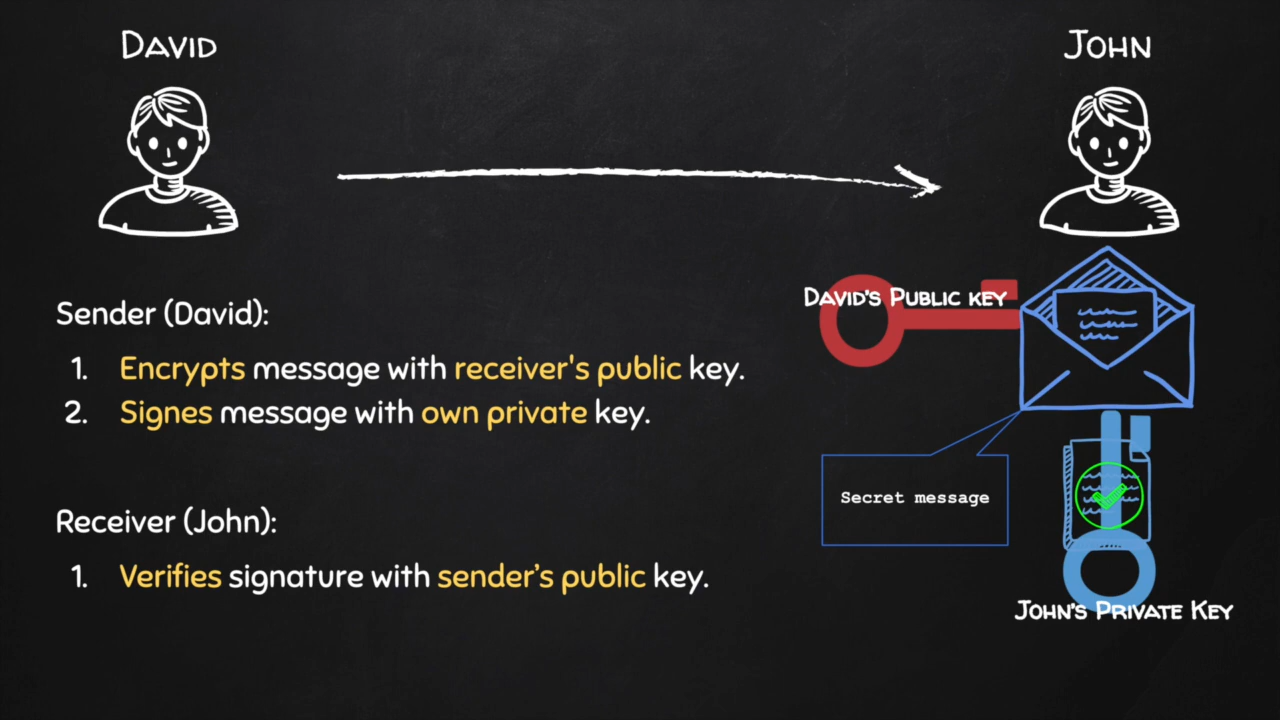 David
John
David's Public key
Sender (David):
1. Encrypts message with receiver's public key.
2. Signes message with own private key.
Secret message
Receiver (John):
1. Verifies signature with sender's public key.
John's Private Key